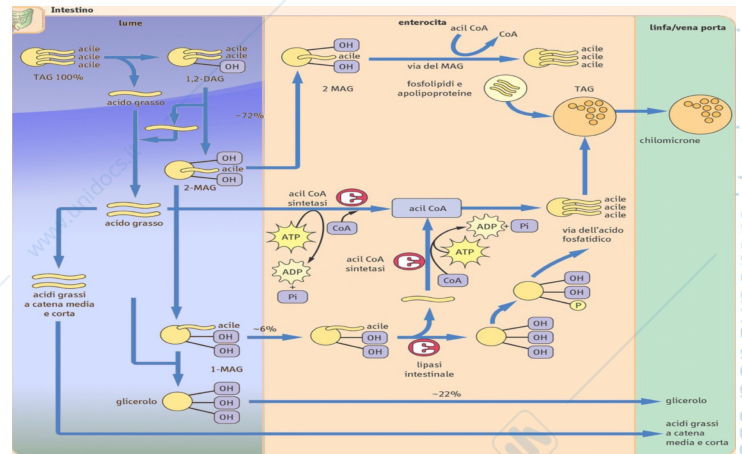 Intestino
lume
enterocita
linfa/vena porta
acile
acile
acile
TAG 100%
acile
acile
OH
1,2-DAG
acido grasso
~72%
OH
acile
OH
2-MAG
acido grasso
acidi grassi
a catena media
e corta
acile
OH
OH
1-MAG
glicerolo
OH
OH
OH
OH
acile
OH
2 MAG
acil CoA
CoA
via del MAG
acile
acile
acile
fosfolipidi e
apolipoproteine
TAG
chilomicrone
acil CoA
sintetasi
E
CoA
ATP
ADP
+
Pi
acil CoA
acil CoA
sintetasi
E
ADP
+
Pi
ATP
CoA
acile
acile
acile
via dell'acido
fosfatidico
~6%
acile
OH
OH
E
lipasi
intestinale
OH
OH
OH
OH
OH
P
~22%
glicerolo
acidi grassi
a catena
media e corta
www.unidocs.it